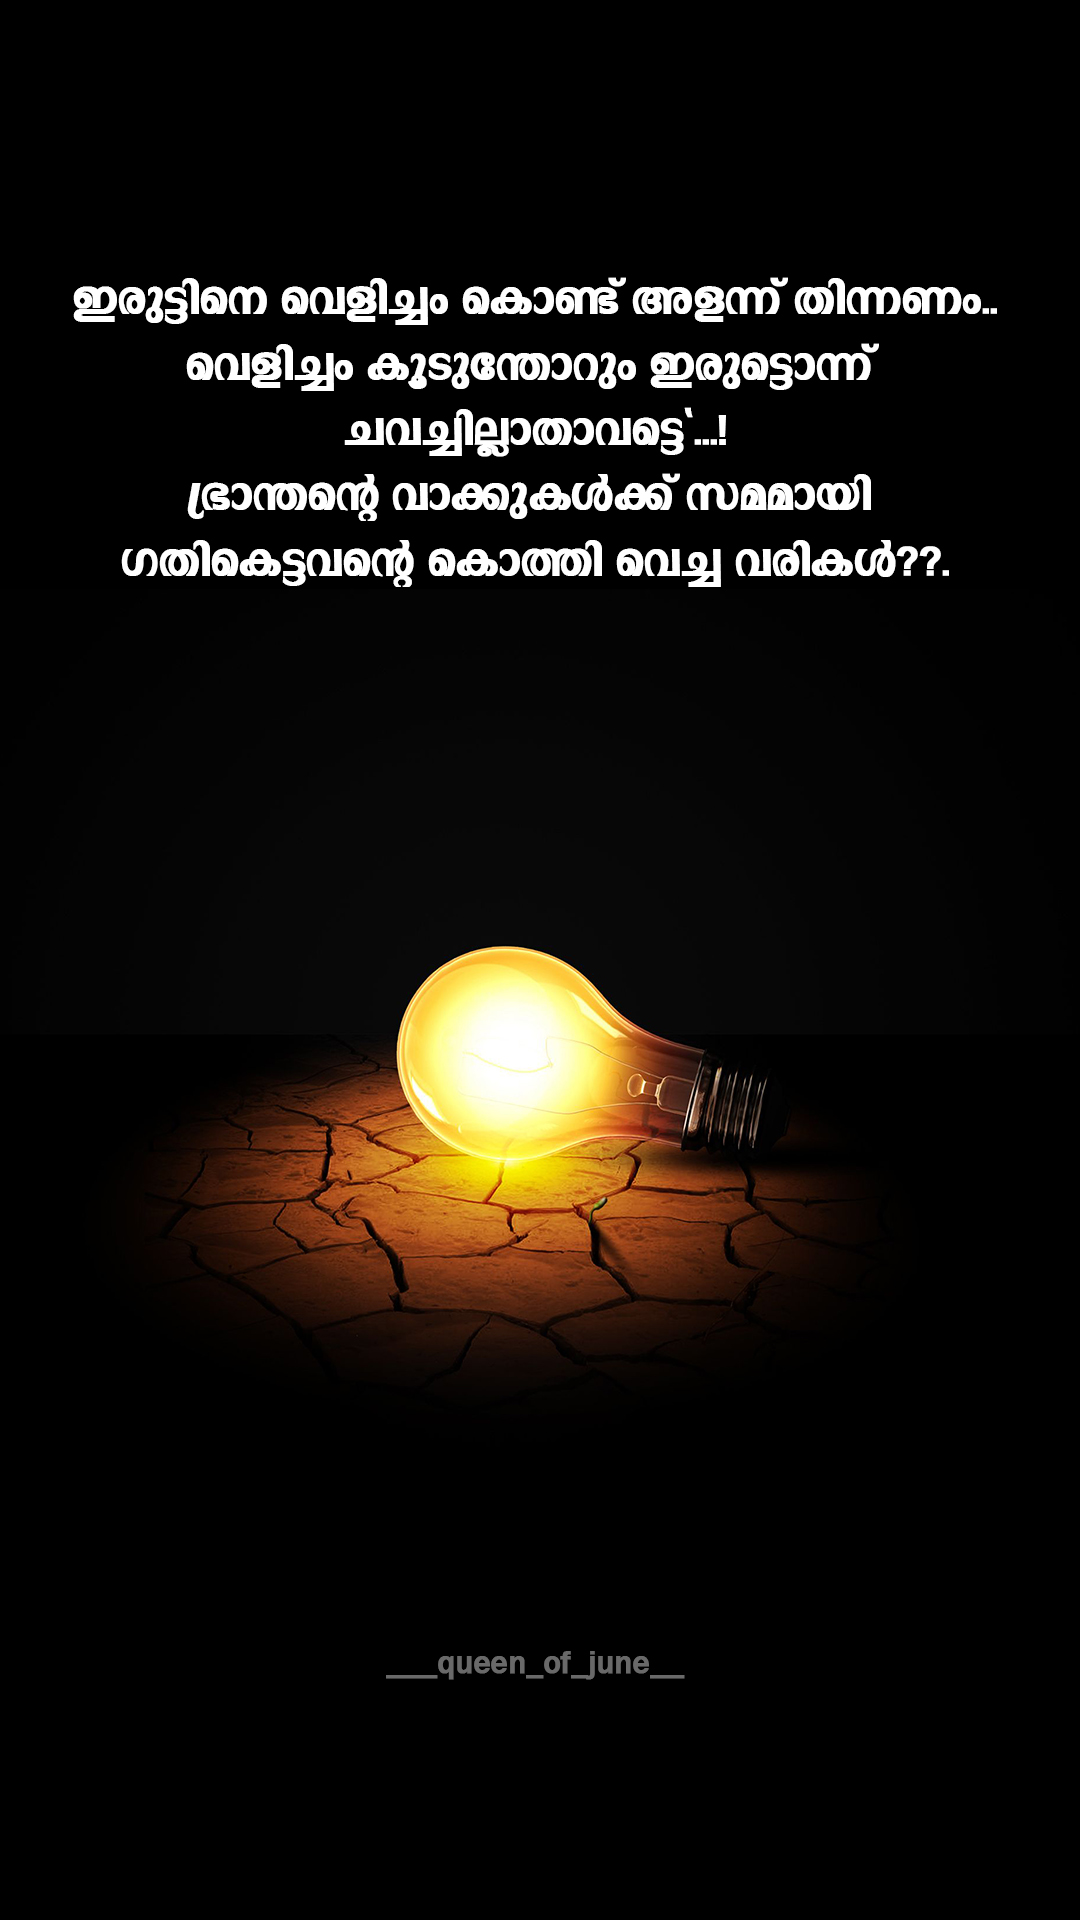 ഇരുട്ടിനെ വെളിച്ചം കൊണ്ട് അളന്ന് തിന്നണം..
വെളിച്ചം കൂടുന്തോറും ഇരുട്ടൊന്ന്
ചവച്ചില്ലാതാവട്ടെ്...!
ഭ്രാന്തന്റെ വാക്കുകൾക്ക് സമമായി
ഗതികെട്ടവന്റെ കൊത്തി വെച്ച വരികൾ??.
___queen_of_june__